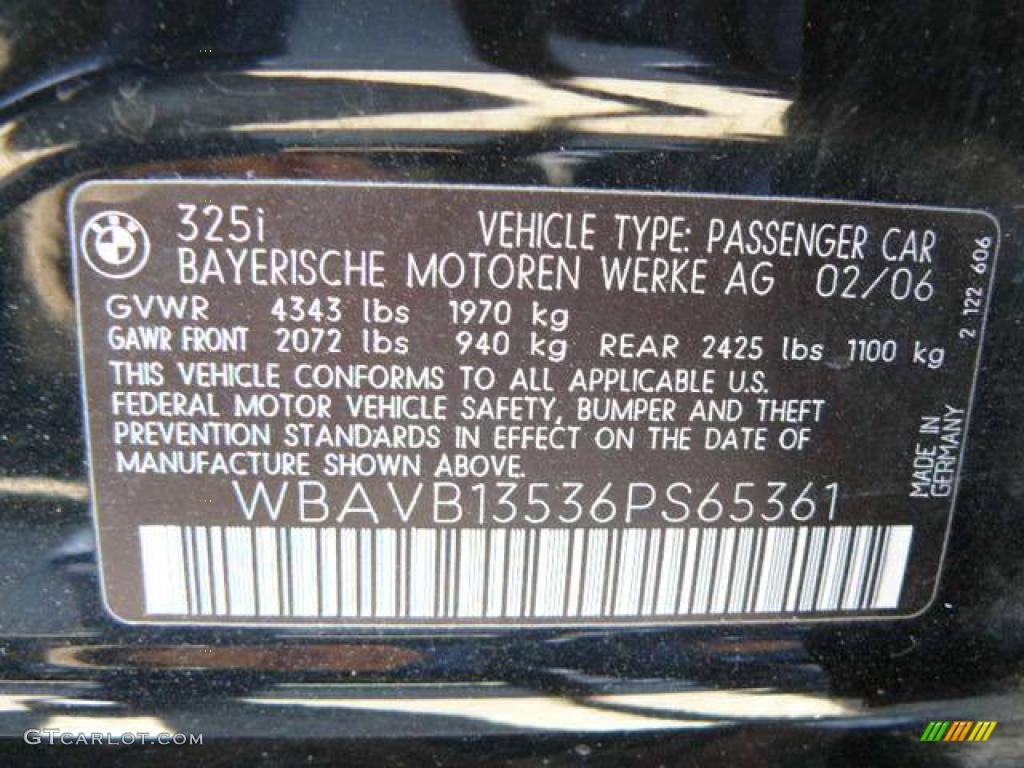 325i VEHICLE TYPE: PASSENGER CAR
BAYERISCHE MOTOREN WERKE AG 02/06
GVWR 4343 lbs 1970 kg
GAWR FRONT 2072 lbs 940 kg REAR 2425 lbs 1100 kg
THIS VEHICLE CONFORMS TO ALL APPLICABLE U.S.
FEDERAL MOTOR VEHICLE SAFETY, BUMPER AND THEFT
PREVENTION STANDARDS IN EFFECT ON THE DATE OF
MANUFACTURE SHOWN ABOVE.
WBAVB13536PS65361
2 122 606
MADE IN
GERMANY
GTCARLOT.COM